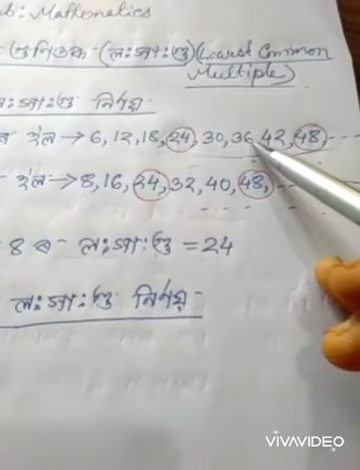 b: Mathematics
গুনিতক - (লঃসাঃগু) (Lowest Common
Multiple)
লঃসাঃগু নিৰ্ণয়
হ'ল → 6, 12, 18, 24, 30, 36, 42, 48, ---
হ'ল → 8, 16, 24, 32, 40, 48, ---
8 ৰ লঃসাঃগু = 24
লঃসাঃগু নিৰ্ণয়
VIVAVIDEO